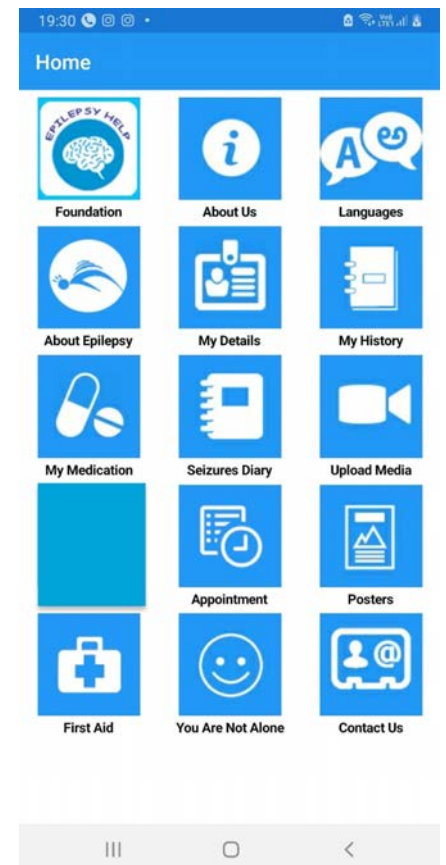 19:30
Home
EPILEPSY HELP
Foundation
About Us
A అ
Languages
About Epilepsy
My Details
My History
My Medication
Seizures Diary
Upload Media
Appointment
Posters
@
First Aid
You Are Not Alone
Contact Us